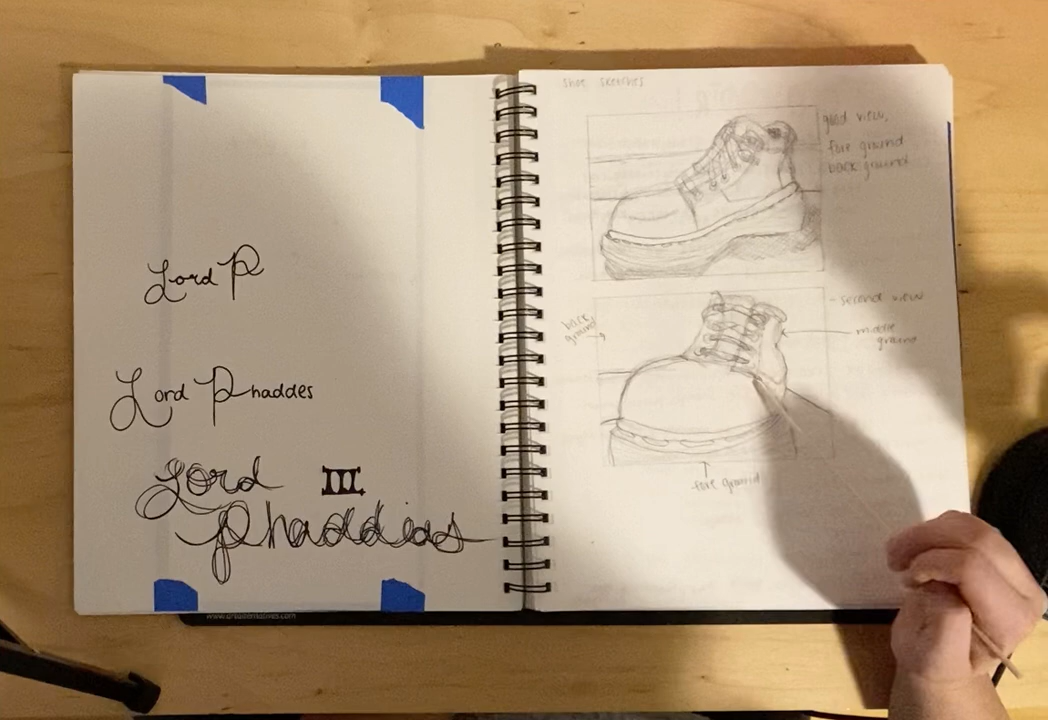 Lord P
Lord Phaddes
Lord III
Phaddias
shoe sketches
good view,
fore ground
back ground
- second view
back
ground
middle
ground
fore ground